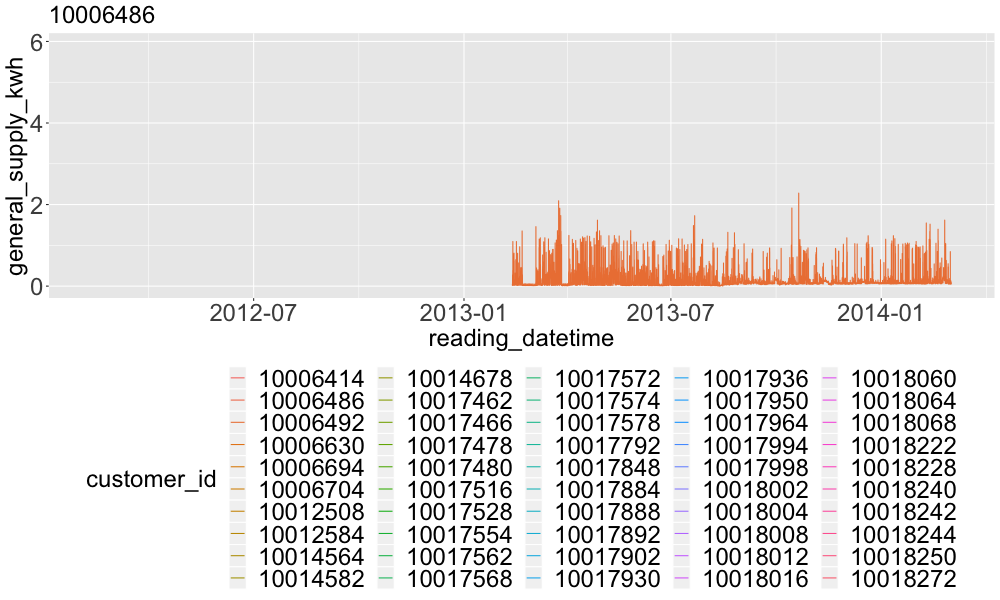 10006486
general_supply_kwh
6
4
2
0
2012-07 2013-01 2013-07 2014-01
reading_datetime
customer_id
10006414 10014678 10017572 10017936 10018060
10006486 10017462 10017574 10017950 10018064
10006492 10017466 10017578 10017964 10018068
10006630 10017478 10017792 10017994 10018222
10006694 10017480 10017848 10017998 10018228
10006704 10017516 10017884 10018002 10018240
10012508 10017528 10017888 10018004 10018242
10012584 10017554 10017892 10018008 10018244
10014564 10017562 10017902 10018012 10018250
10014582 10017568 10017930 10018016 10018272